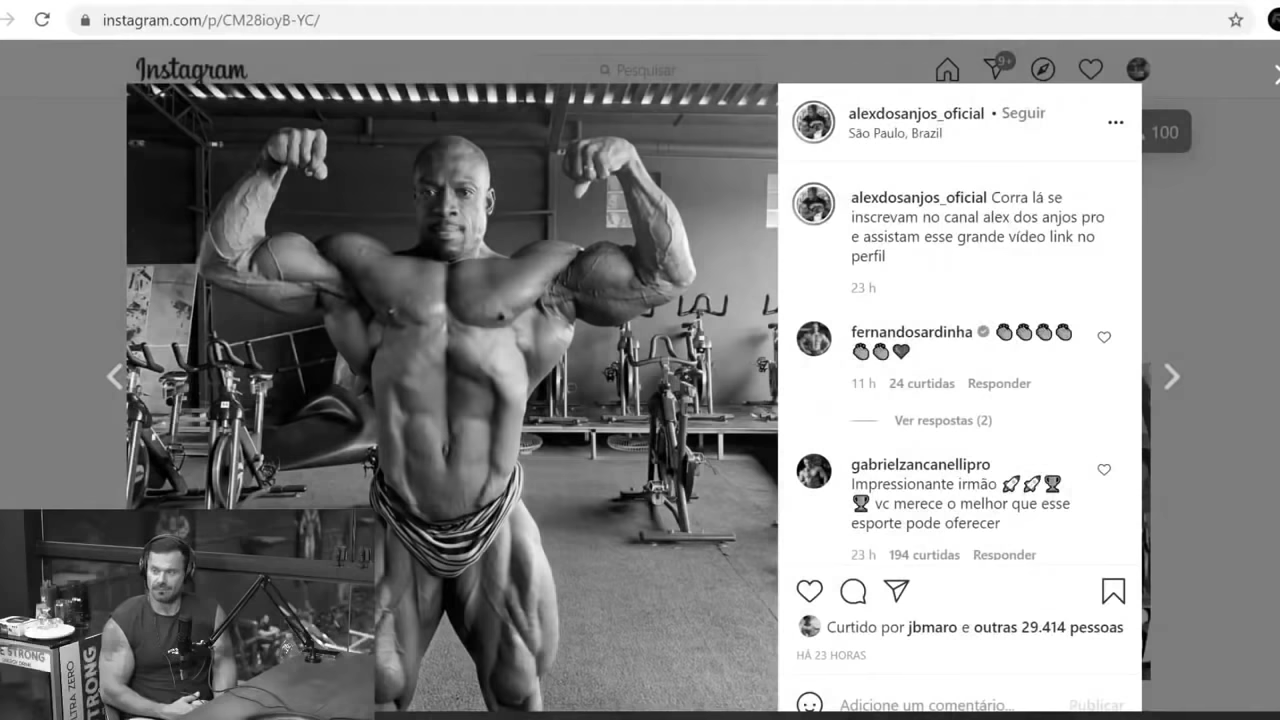 instagram.com/p/CM28ioyB-YC/
Instagram
Pesquisar
9+
alexdosanjos_oficial • Seguir
São Paulo, Brazil
100
alexdosanjos_oficial Corra lá se
inscrevam no canal alex dos anjos pro
e assistam esse grande vídeo link no
perfil
23 h
fernandosardinha
11 h 24 curtidas Responder
Ver respostas (2)
gabrielzancanellipro
Impressionante irmão
vc merece o melhor que esse
esporte pode oferecer
23 h 194 curtidas Responder
Curtido por jbmaro e outras 29.414 pessoas
HÁ 23 HORAS
Adicione um comentário... Publicar
STRONG
ULTRA ZERO
STRONG